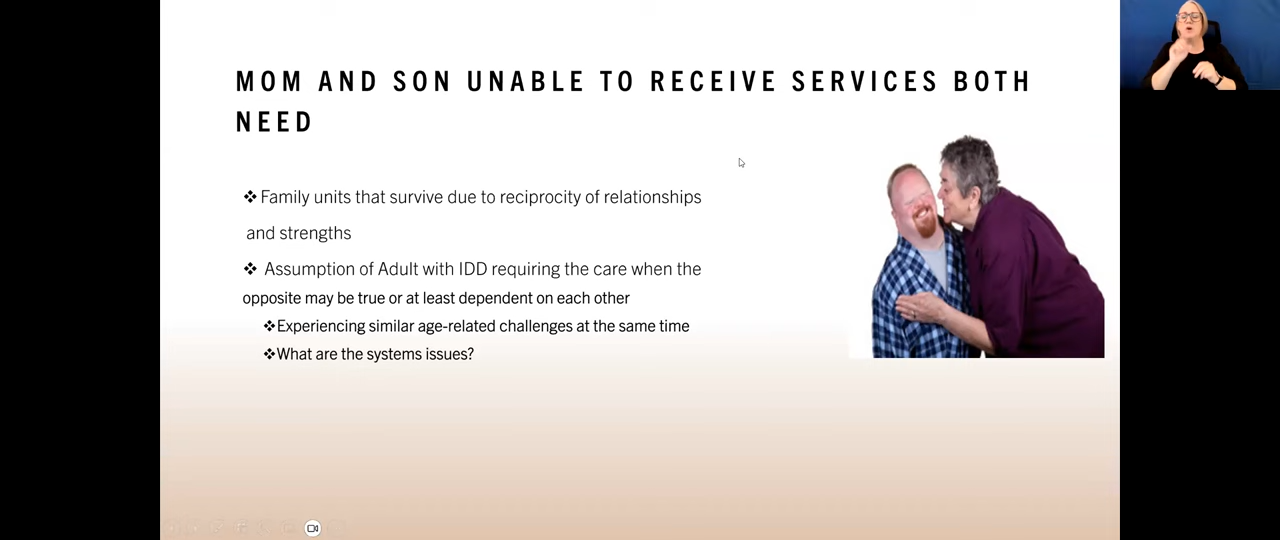 MOM AND SON UNABLE TO RECEIVE SERVICES BOTH
NEED
❖ Family units that survive due to reciprocity of relationships
and strengths
❖ Assumption of Adult with IDD requiring the care when the
opposite may be true or at least dependent on each other
❖Experiencing similar age-related challenges at the same time
❖What are the systems issues?